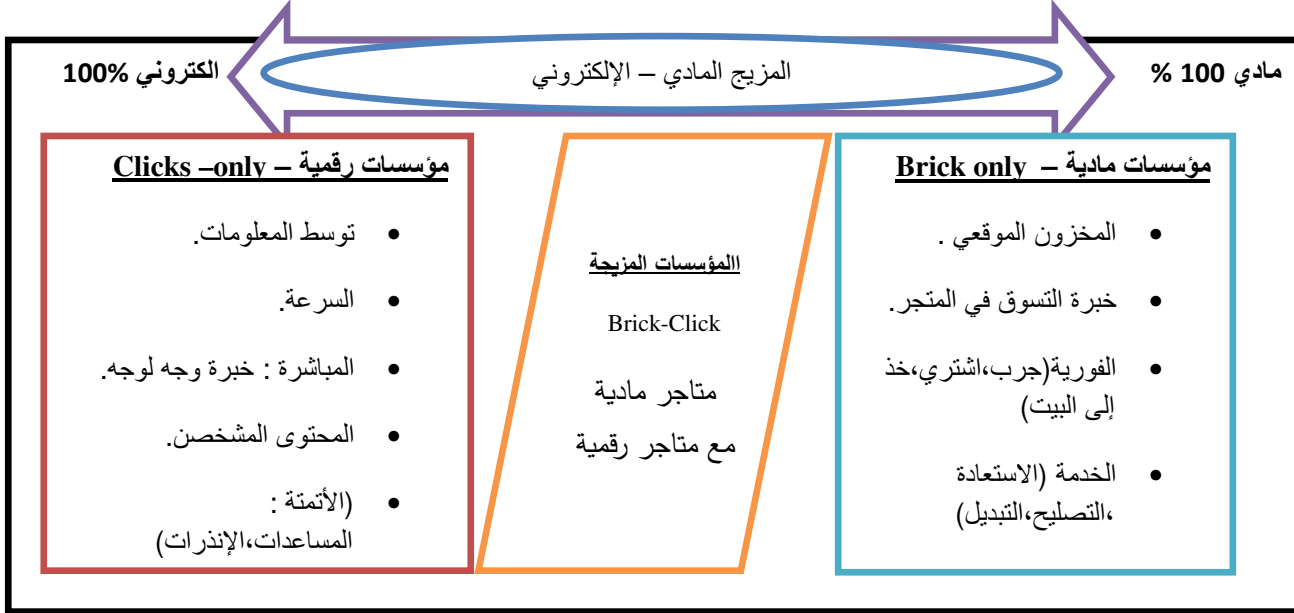 مادي 100 %
المزيج المادي – الإلكتروني
الكتروني 100%
مؤسسات مادية – Brick only
المخزون الموقعي .
خبرة التسوق في المتجر.
الفورية(جرب،اشتري،خذ
إلى البيت)
الخدمة (الاستعادة
،التصليح،التبديل)
االمؤسسات المزيجة
Brick-Click
متاجر مادية
مع متاجر رقمية
مؤسسات رقمية – Clicks –only
توسط المعلومات.
السرعة.
المباشرة : خبرة وجه لوجه.
المحتوى المشخصن.
(الأتمتة :
المساعدات،الإنذرات)